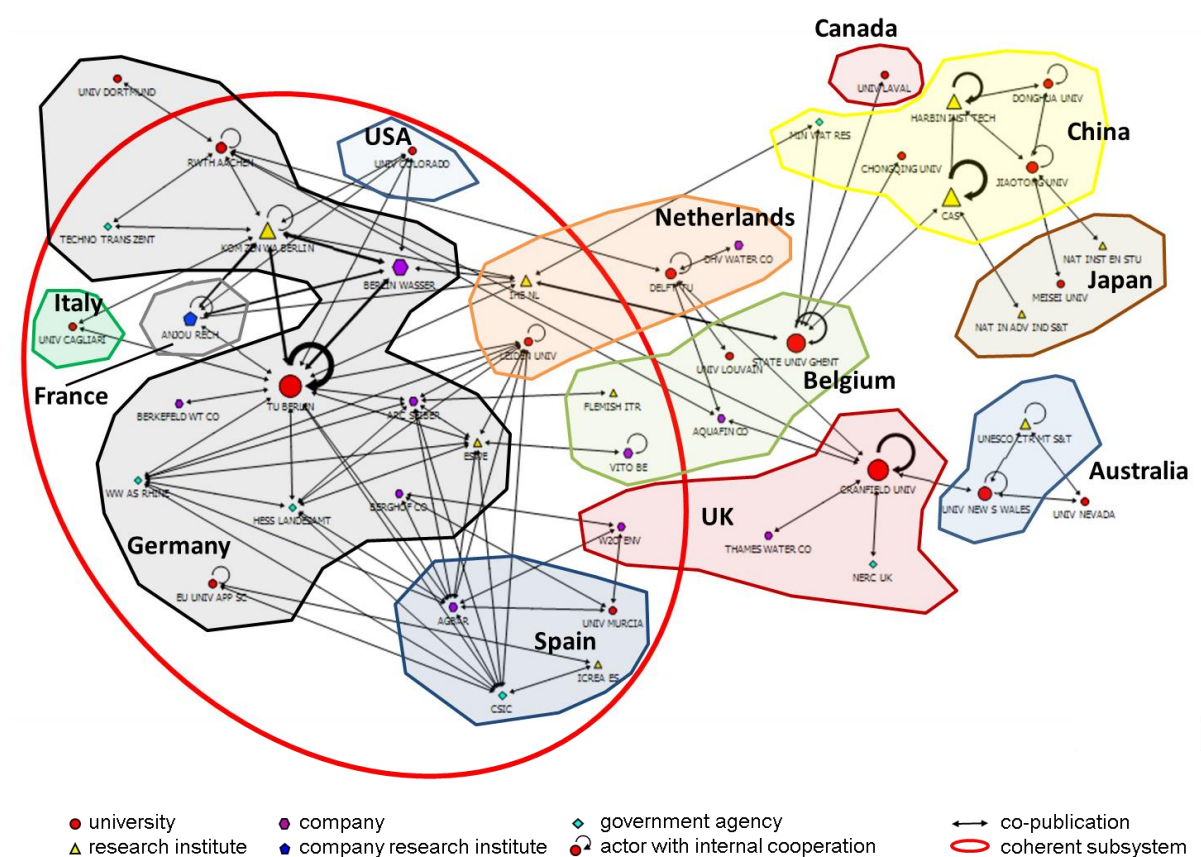 Canada
UNIV DORTMUND
UNIV LAVAL
DONGHUA UNIV
HARBIN INST TECH
MIN WAT RES
China
USA
RWTH AACHEN
UNIV COLORADO
CHONGQING UNIV
JIAOTONG UNIV
CAS
Netherlands
TECHNO TRANS ZENT
KOM ZEN WA BERLIN
DHV WATER CO
NAT INST EN STU
Japan
BERLIN WASSER
IHE NL
DELFT TU
MEISEI UNIV
Italy
UNIV CAGLIARI
ANJOU RECH
NAT IN ADV IND S&T
LEIDEN UNIV
UNIV LOUVAIN
STATE UNIV GHENT
Belgium
France
BERKEFELD WT CO
TU BERLIN
FLEMISH ITR
AQUAFIN CO
UNESCO CTR MT S&T
ESWE
VITO BE
Australia
CRANFIELD UNIV
WW AS RHINE
BERGHOF CO
HESS LANDESAMT
UNIV NEW S WALES
UNIV NEVADA
UK
W2O ENV
THAMES WATER CO
Germany
NERC UK
EU UNIV APP SC
AGBAR
UNIV MURCIA
Spain
ICREA ES
CSIC
university
company
government agency
co-publication
research institute
company research institute
actor with internal cooperation
coherent subsystem